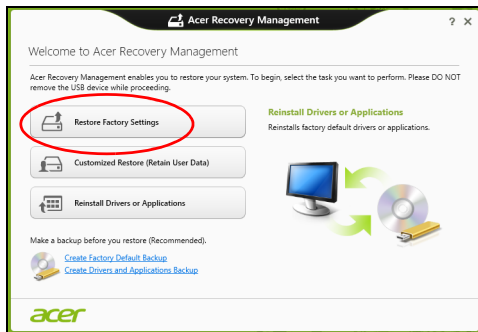 Acer Recovery Management
? ×
Welcome to Acer Recovery Management
Acer Recovery Management enables you to restore your system. To begin, select the task you want to perform. Please DO NOT
remove the USB device while proceeding.
Restore Factory Settings
Customized Restore (Retain User Data)
Reinstall Drivers or Applications
Reinstall Drivers or Applications
Reinstalls factory default drivers or applications.
Make a backup before you restore (Recommended).
Create Factory Default Backup
Create Drivers and Applications Backup
acer